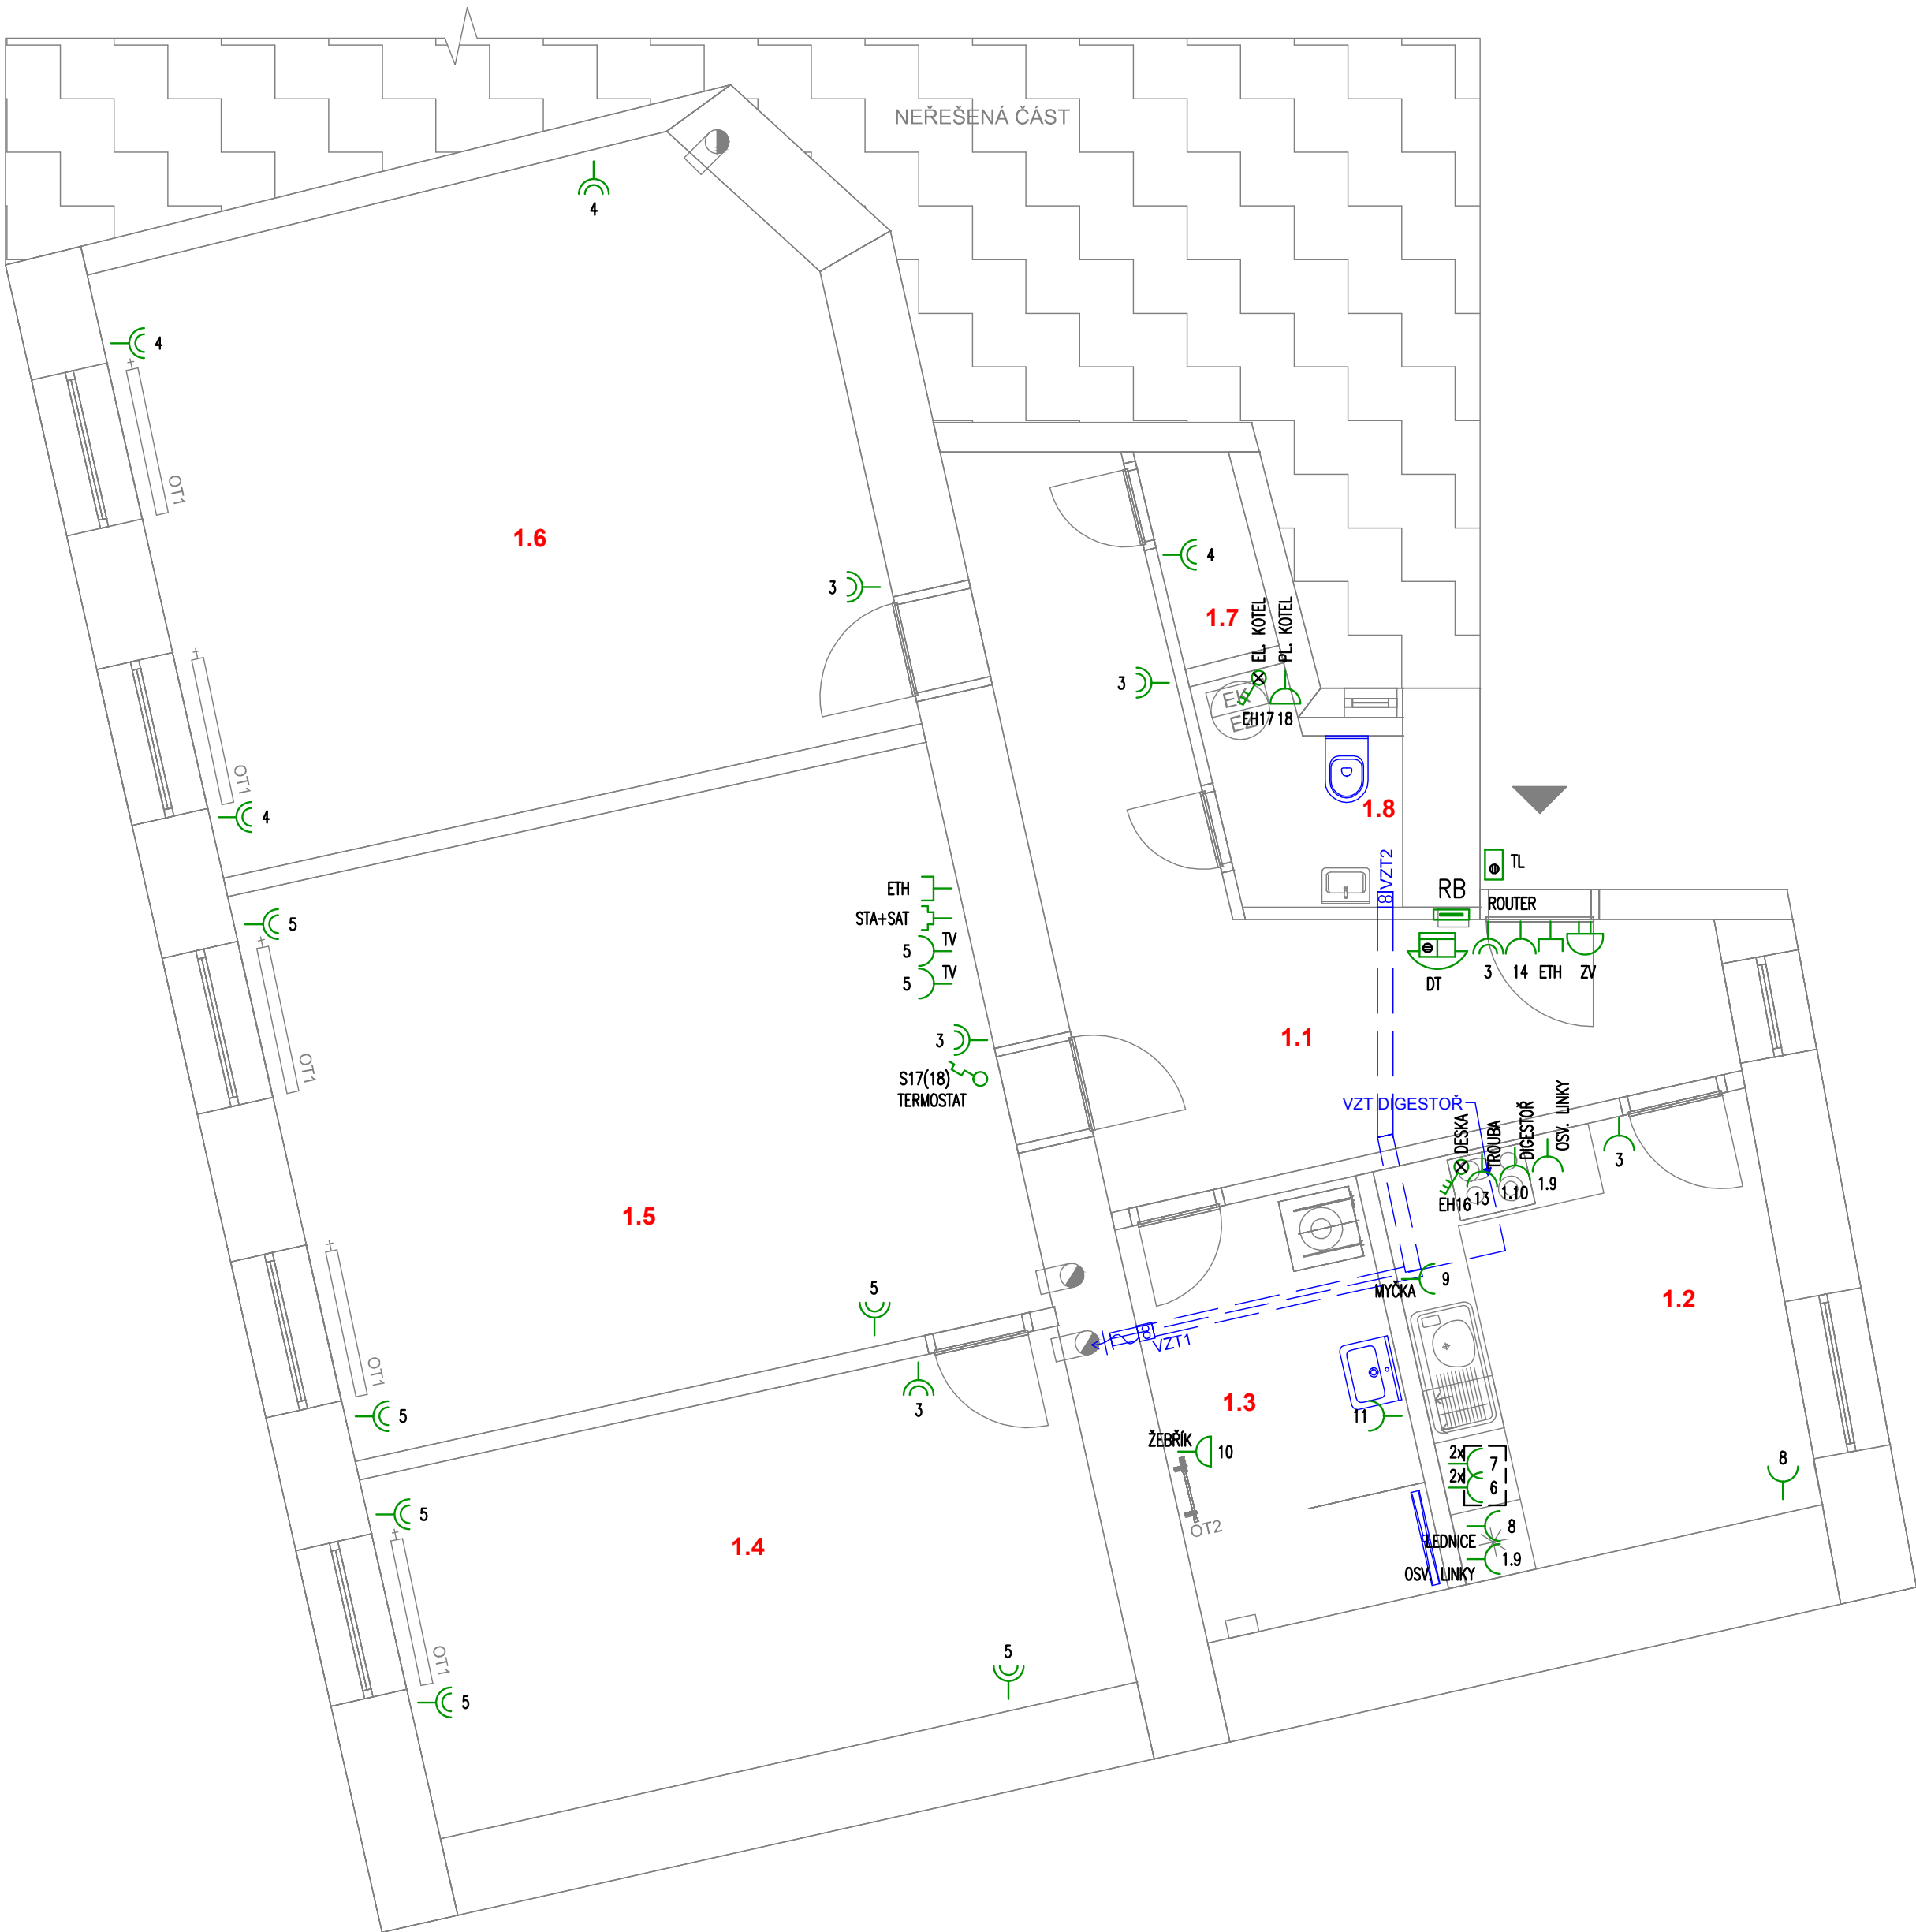 NEŘEŠENÁ ČÁST
4
4
OT1
1.6
4
3
1.7
EL. KOTEL
PL. KOTEL
3
EH17
18
EK
OT1
4
1.8
VZT2
TL
RB
ROUTER
ETH
STA+SAT
5
TV
5
TV
5
DT
3
14
ETH
ZV
3
S17(18)
TERMOSTAT
OT1
1.1
VZT DIGESTOŘ
DESKA
TROUBA
DIGESTOŘ
OSV. LINKY
3
EH16
13
1.10
1.9
1.5
5
MYČKA
9
1.2
VZT1
OT1
5
3
1.3
11
ŽEBŘÍK
10
2x
7
2x
6
8
5
1.4
OT2
8
LEDNICE
1.9
OSV. LINKY
OT1
5
5